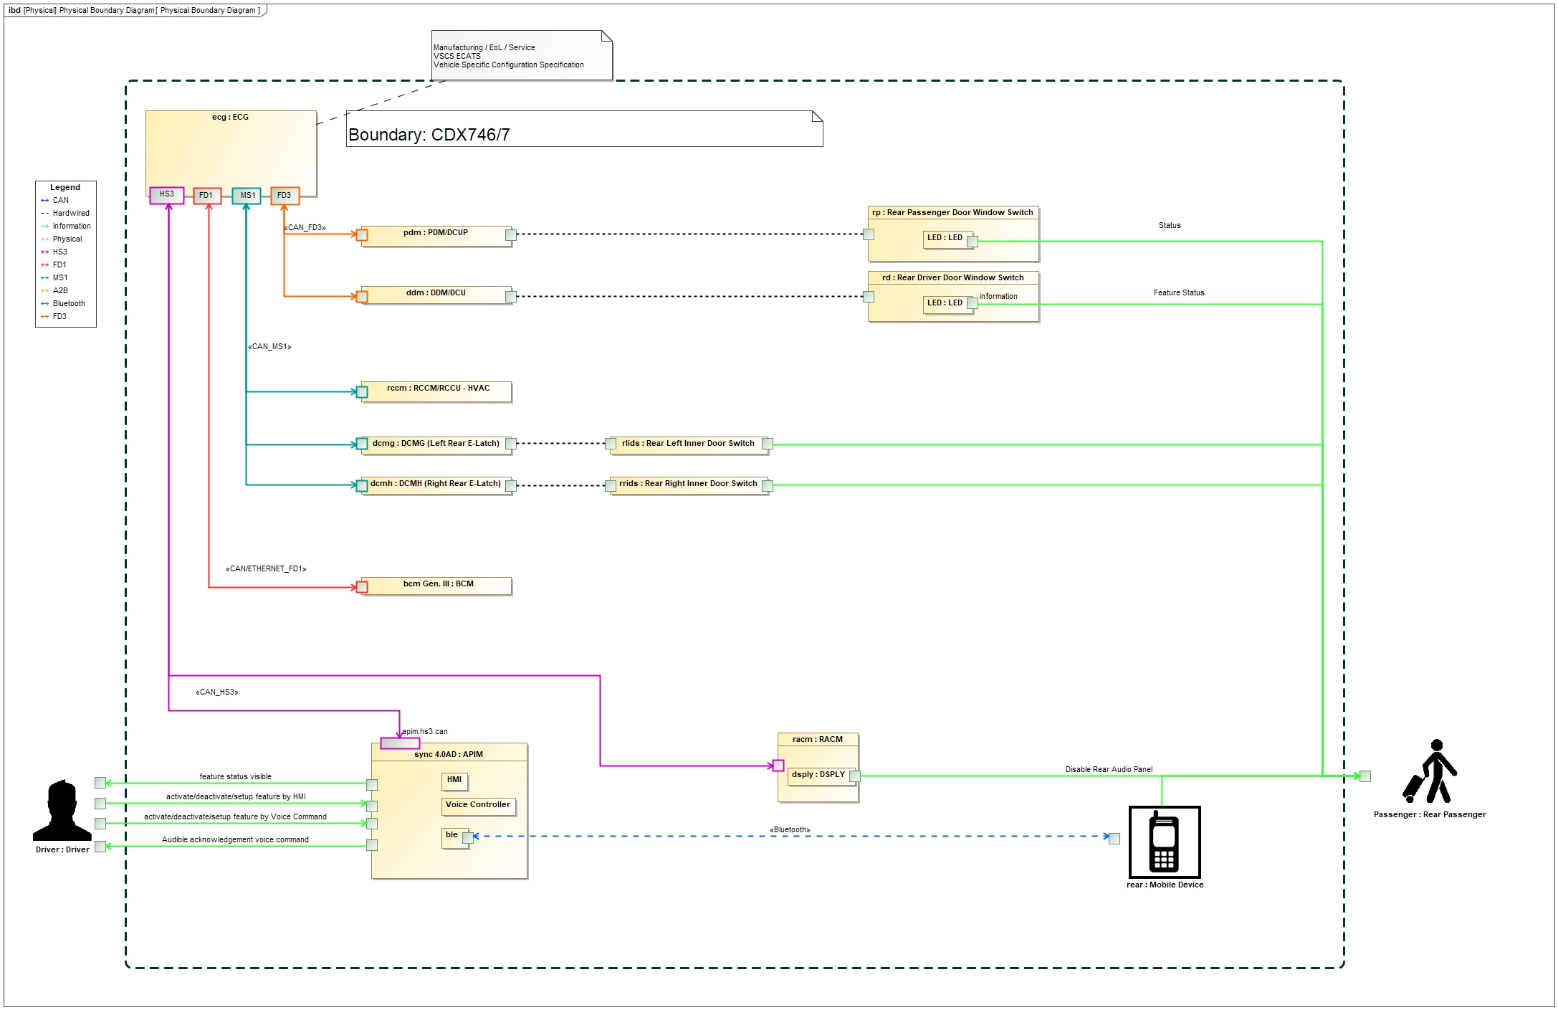 ibd [Physical] Physical Boundary Diagram [ Physical Boundary Diagram ]
Manufacturing / EoL / Service
VSCS ECATS
Vehicle Specific Configuration Specification
ecg : ECG
Boundary: CDX746/7
HS3
FD1
MS1
FD3
Legend
CAN
Hardwired
Information
Physical
HS3
FD1
MS1
A2B
Bluetooth
FD3
«CAN_FD3»
pdm : PDM/DCUP
rp : Rear Passenger Door Window Switch
LED : LED
Status
ddm : DDM/DCU
rd : Rear Driver Door Window Switch
LED : LED
information
Feature Status
«CAN_MS1»
rccm : RCCM/RCCU - HVAC
dcmg : DCMG (Left Rear E-Latch)
rlids : Rear Left Inner Door Switch
dcmh : DCMH (Right Rear E-Latch)
rrids : Rear Right Inner Door Switch
«CAN/ETHERNET_FD1»
bcm Gen. III : BCM
«CAN_HS3»
apim.hs3.can
sync 4.0AD : APIM
HMI
Voice Controller
ble
racm : RACM
dsply : DSPLY
Disable Rear Audio Panel
feature status visible
activate/deactivate/setup feature by HMI
activate/deactivate/setup feature by Voice Command
Audible acknowledgement voice command
Driver : Driver
«Bluetooth»
rear : Mobile Device
Passenger : Rear Passenger